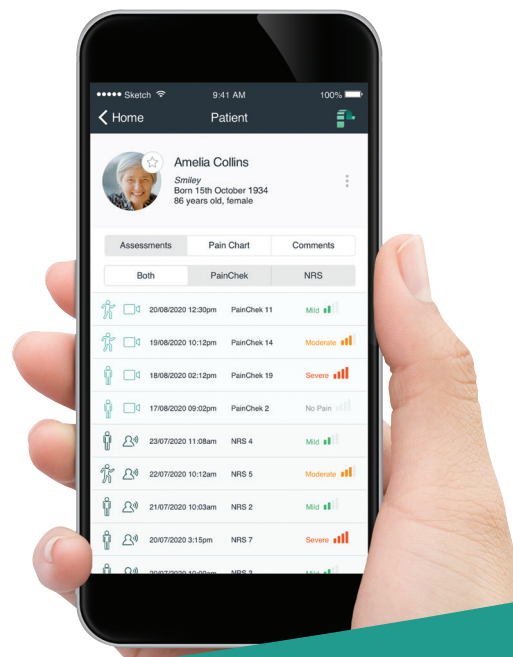 Sketch 9:41 AM 100%
Home Patient
Amelia Collins
Smiley
Born 15th October 1934
86 years old, female
Assessments Pain Chart Comments
Both PainChek NRS
20/08/2020 12:30pm PainChek 11 Mild
19/08/2020 10:12pm PainChek 14 Moderate
18/08/2020 02:12pm PainChek 19 Severe
17/08/2020 09:02pm PainChek 2 No Pain
23/07/2020 11:08am NRS 4 Mild
22/07/2020 10:12am NRS 5 Moderate
21/07/2020 10:03am NRS 2 Mild
20/07/2020 3:15pm NRS 7 Severe